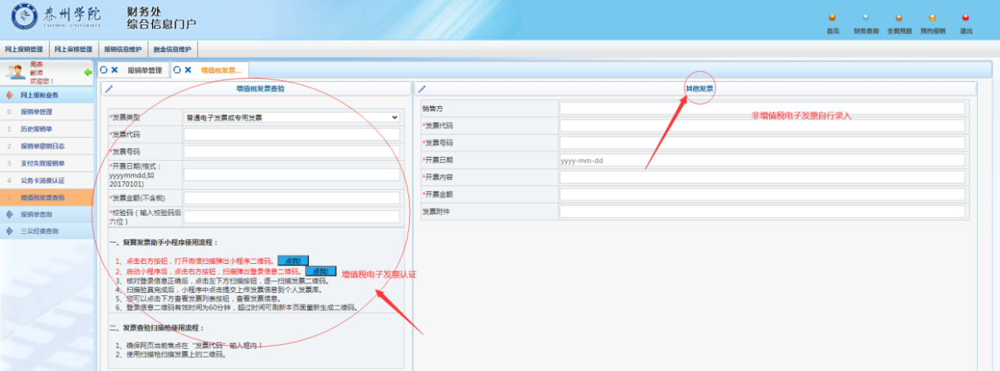 泰州学院
TAIZHOU UNIVERSITY
财务处
综合信息门户
首页 财务查询 全面预算 预约报销 退出
网上报销管理 网上审核管理 报销信息维护 酬金信息维护
教师
欢迎您！
报销单管理 增值税发票...
网上报帐业务
0 报销单管理
1 历史报销单
2 报销单撤销日志
3 支付失败报销单
4 公务卡消费认证
5 增值税发票查验
报销单查询
三公经费查询
增值税发票查验
*发票类型 普通电子发票或专用发票
*发票代码
*发票号码
*开票日期(格式：
yyyymmdd,如
20170101)
*发票金额(不含税)
*校验码（输入校验码后
六位）
一、复翼发票助手小程序使用流程：
1、点击右方按钮，打开微信扫描弹出小程序二维码。 点我!
2、启动小程序后，点击右方按钮，扫描弹出登录信息二维码。 点我!
3、核对登录信息正确后，点击左下方扫描按钮，逐一扫描发票二维码。
4、扫描验真完成后，小程序中点击提交上传发票信息到个人发票库。
5、您可以点击下方查看发票列表按钮，查看发票信息。
6、登录信息二维码有效时间为60分钟，超过时间可刷新本页面重新生成二维码。
二、发票查验扫描枪使用流程：
1、确保网页当前焦点在“发票代码”输入框内！
2、使用扫描枪扫描发票上的二维码。
增值税电子发票认证
其他发票
销售方
*发票代码
*发票号码
*开票日期 yyyy-mm-dd
*开票内容
*开票金额
发票附件
非增值税电子发票自行录入